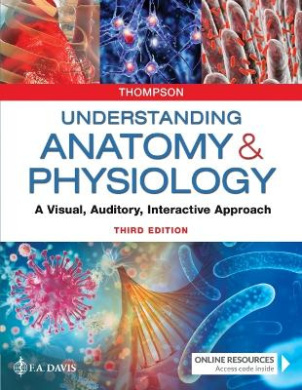 THOMPSON
UNDERSTANDING
ANATOMY &
PHYSIOLOGY
A Visual, Auditory, Interactive Approach
THIRD EDITION
F.A. DAVIS
ONLINE RESOURCES
Access code inside